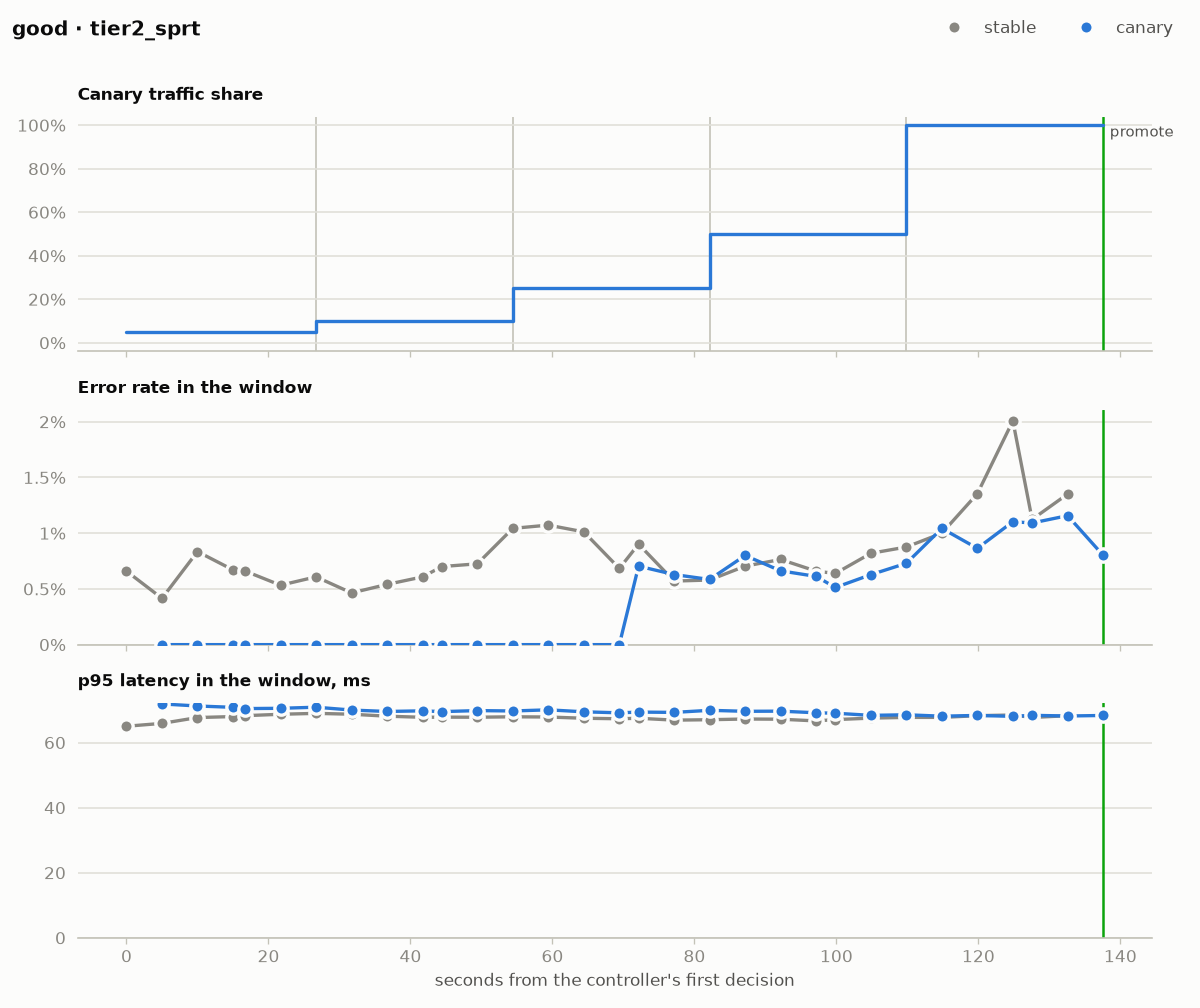 good · tier2_sprt
stable canary
Canary traffic share
100%
promote
80%
60%
40%
20%
0%
Error rate in the window
2%
1.5%
1%
0.5%
0%
p95 latency in the window, ms
60
40
20
0
0 20 40 60 80 100 120 140
seconds from the controller's first decision